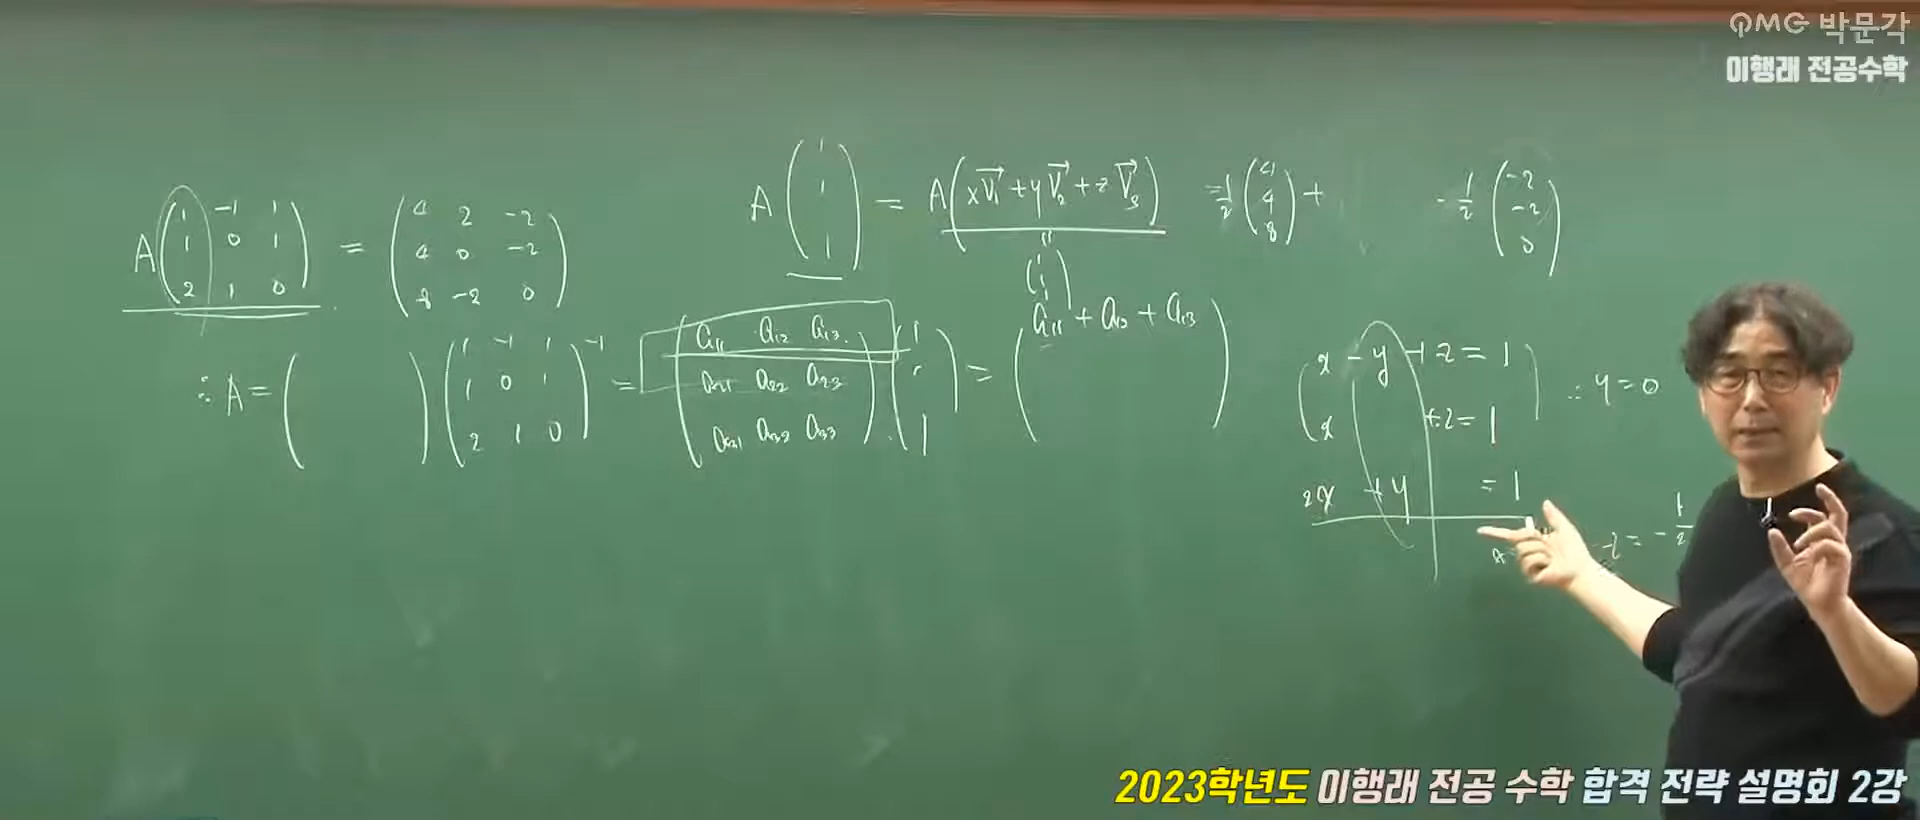 PMG 박문각
이행래 전공수학
A ( 1 -1 1
1 0 1
2 1 0 ) = ( 4 2 -2
4 0 -2
8 -2 0 )
A ( 1
1
1 ) = A ( xV₁ + yV₂ + zV₃ ) = 1/2 ( 4
4
8 ) + - 1/2 ( -2
-2
0 )
"
( 1
1
1 )
∴ A = ( ) ( 1 -1 1
1 0 1
2 1 0 )⁻¹ = ( a₁₁ a₁₂ a₁₃
a₂₁ a₂₂ a₂₃
a₃₁ a₃₂ a₃₃ ) ( 1
1
1 ) = ( a₁₁ + a₁₂ + a₁₃ )
x - y + z = 1
x + z = 1
2x + y = 1
∴ y = 0
z = - 1/2
2023학년도 이행래 전공 수학 합격 전략 설명회 2강